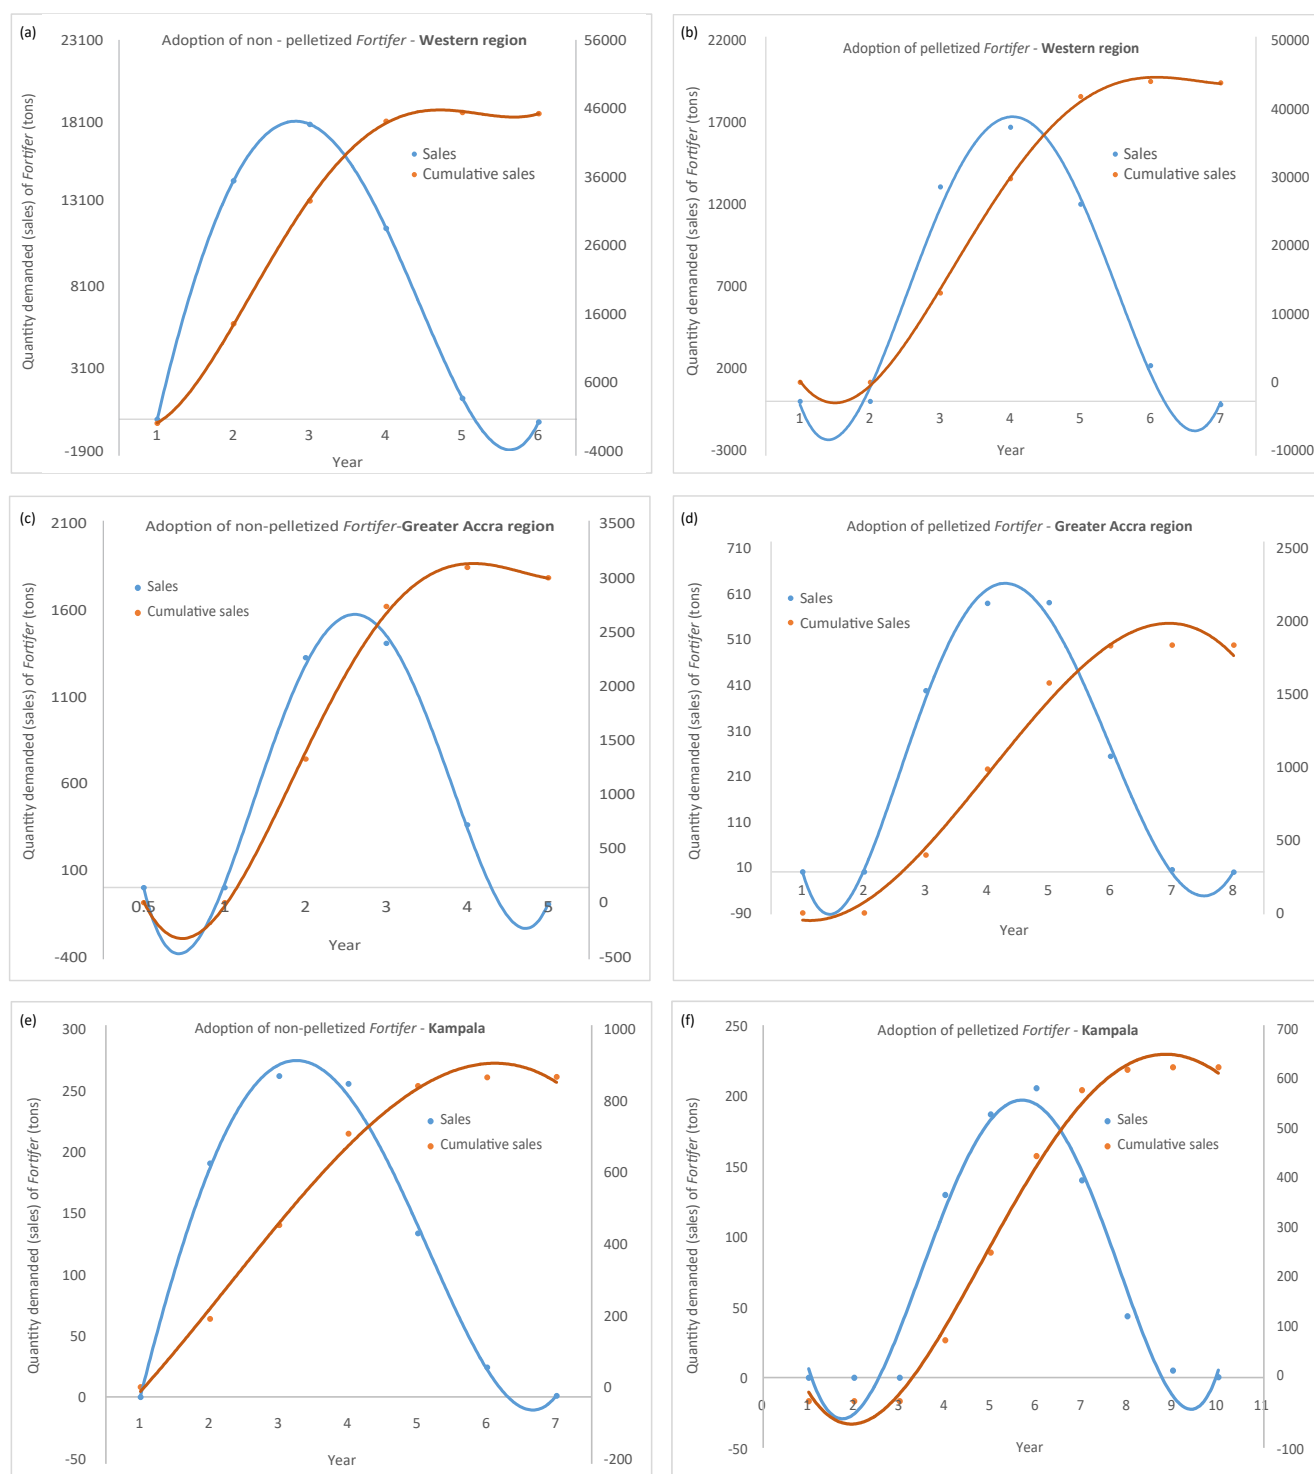 (a)
Adoption of non - pelletized Fortifer - Western region
Quantity demanded (sales) of Fortifer (tons)
23100
18100
13100
8100
3100
-1900
56000
46000
36000
26000
16000
6000
-4000
Sales
Cumulative sales
1 2 3 4 5 6
Year
(b)
Adoption of pelletized Fortifer - Western region
Quantity demanded (sales) of Fortifer (tons)
22000
17000
12000
7000
2000
-3000
50000
40000
30000
20000
10000
0
-10000
Sales
Cumulative sales
1 2 3 4 5 6 7
Year
(c)
Adoption of non-pelletized Fortifer-Greater Accra region
Quantity demanded (sales) of Fortifer (tons)
2100
1600
1100
600
100
-400
3500
3000
2500
2000
1500
1000
500
0
-500
Sales
Cumulative sales
0.5 1 2 3 4 5
Year
(d)
Adoption of pelletized Fortifer - Greater Accra region
Quantity demanded (sales) of Fortifer (tons)
710
610
510
410
310
210
110
10
-90
2500
2000
1500
1000
500
0
Sales
Cumulative Sales
1 2 3 4 5 6 7 8
Year
(e)
Adoption of non-pelletized Fortifer - Kampala
Quantity demanded (sales) of Fortifer (tons)
300
250
200
150
100
50
0
-50
1000
800
600
400
200
0
-200
Sales
Cumulative sales
1 2 3 4 5 6 7
Year
(f)
Adoption of pelletized Fortifer - Kampala
Quantity demanded (sales) of Fortifer (tons)
250
200
150
100
50
0
-50
700
600
500
400
300
200
100
0
-100
Sales
Cumulative sales
0 1 2 3 4 5 6 7 8 9 10 11
Year